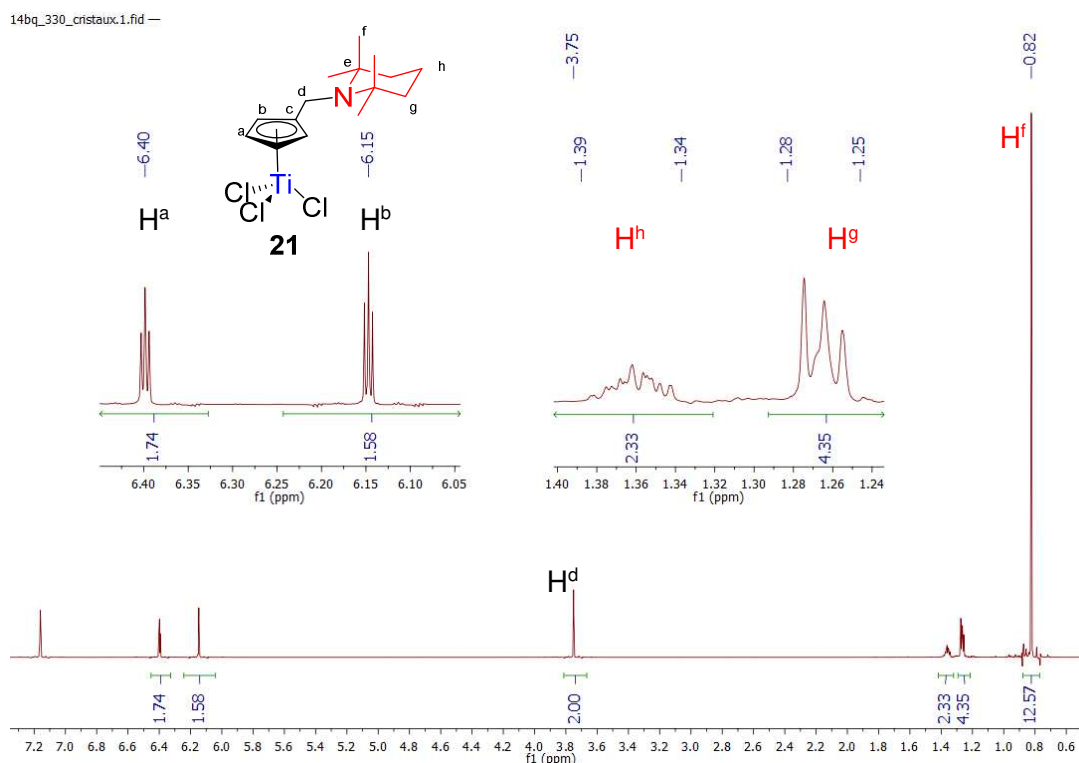 14bq_330_cristaux.1.fid —
f
e
h
d
N
g
b
c
a
Ti
Cl
Cl
Cl
21
—6.40
—6.15
—3.75
—0.82
—1.39
—1.34
—1.28
—1.25
Hᵃ
Hᵇ
Hʰ
Hᵍ
Hᶠ
1.74
1.58
2.33
4.35
6.40 6.35 6.30 6.25 6.20 6.15 6.10 6.05
f1 (ppm)
1.40 1.38 1.36 1.34 1.32 1.30 1.28 1.26 1.24
f1 (ppm)
Hᵈ
1.74
1.58
2.00
2.33
4.35
12.57
7.2 7.0 6.8 6.6 6.4 6.2 6.0 5.8 5.6 5.4 5.2 5.0 4.8 4.6 4.4 4.2 4.0 3.8 3.6 3.4 3.2 3.0 2.8 2.6 2.4 2.2 2.0 1.8 1.6 1.4 1.2 1.0 0.8 0.6
f1 (ppm)